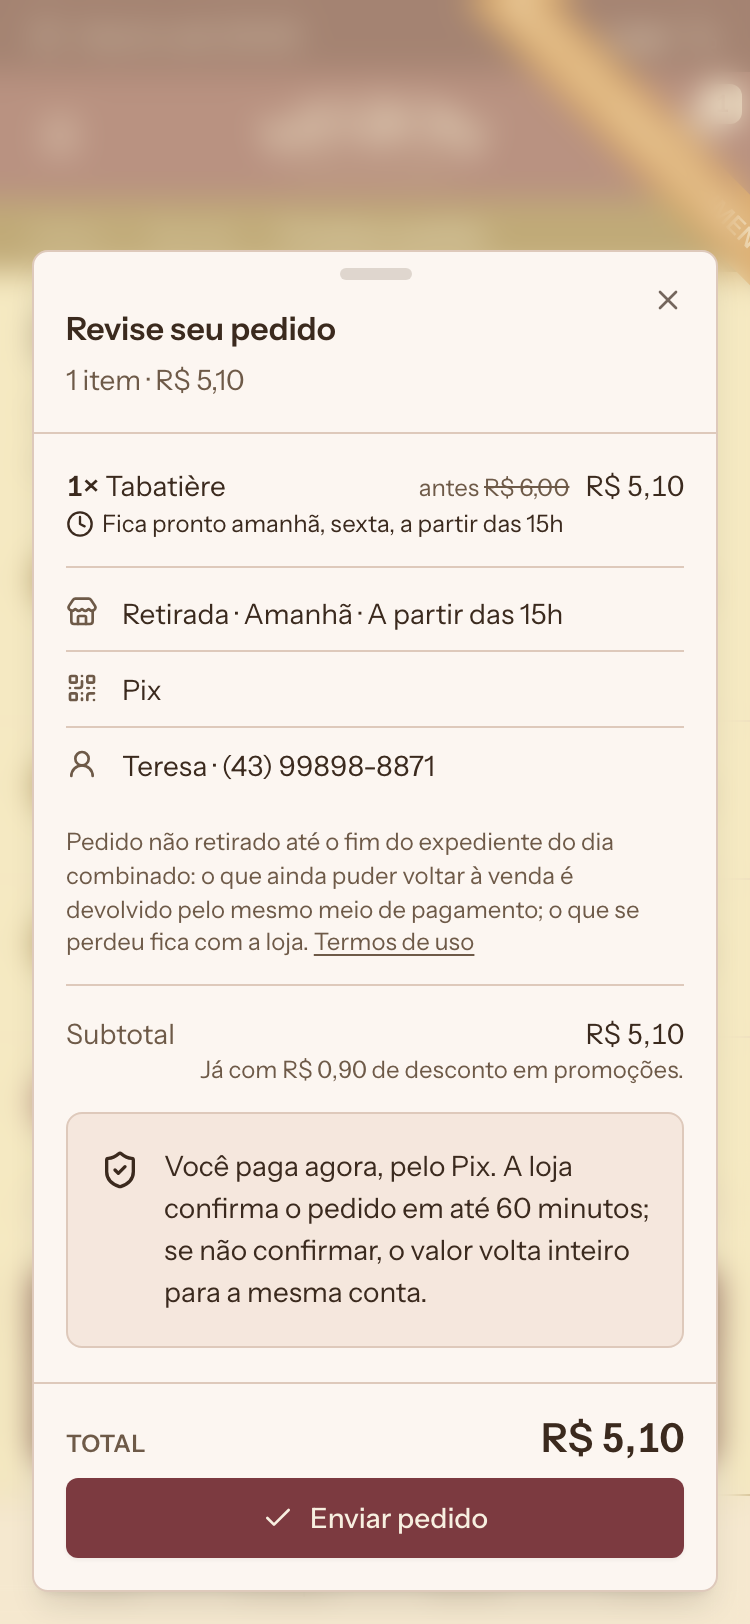 Revise seu pedido
1 item · R$ 5,10
1× Tabatière antes R$ 6,00 R$ 5,10
Fica pronto amanhã, sexta, a partir das 15h
Retirada · Amanhã · A partir das 15h
Pix
Teresa · (43) 99898-8871
Pedido não retirado até o fim do expediente do dia
combinado: o que ainda puder voltar à venda é
devolvido pelo mesmo meio de pagamento; o que se
perdeu fica com a loja. Termos de uso
Subtotal R$ 5,10
Já com R$ 0,90 de desconto em promoções.
Você paga agora, pelo Pix. A loja
confirma o pedido em até 60 minutos;
se não confirmar, o valor volta inteiro
para a mesma conta.
TOTAL R$ 5,10
Enviar pedido